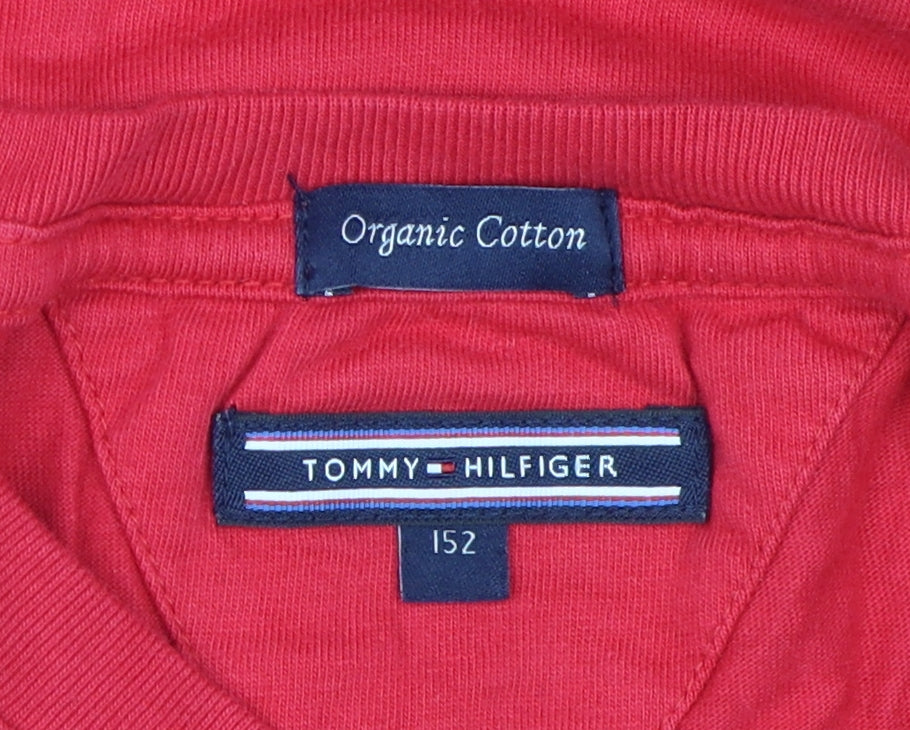 Organic Cotton
TOMMY HILFIGER
152